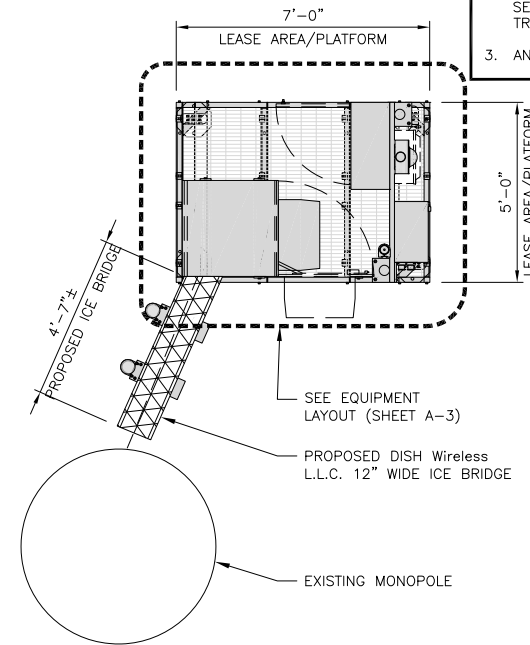 SE
TR
3. AN
7'-0"
LEASE AREA/PLATFORM
5'-0"
LEASE AREA/PLATFORM
4'-7"±
PROPOSED ICE BRIDGE
SEE EQUIPMENT
LAYOUT (SHEET A-3)
PROPOSED DISH Wireless
L.L.C. 12" WIDE ICE BRIDGE
EXISTING MONOPOLE